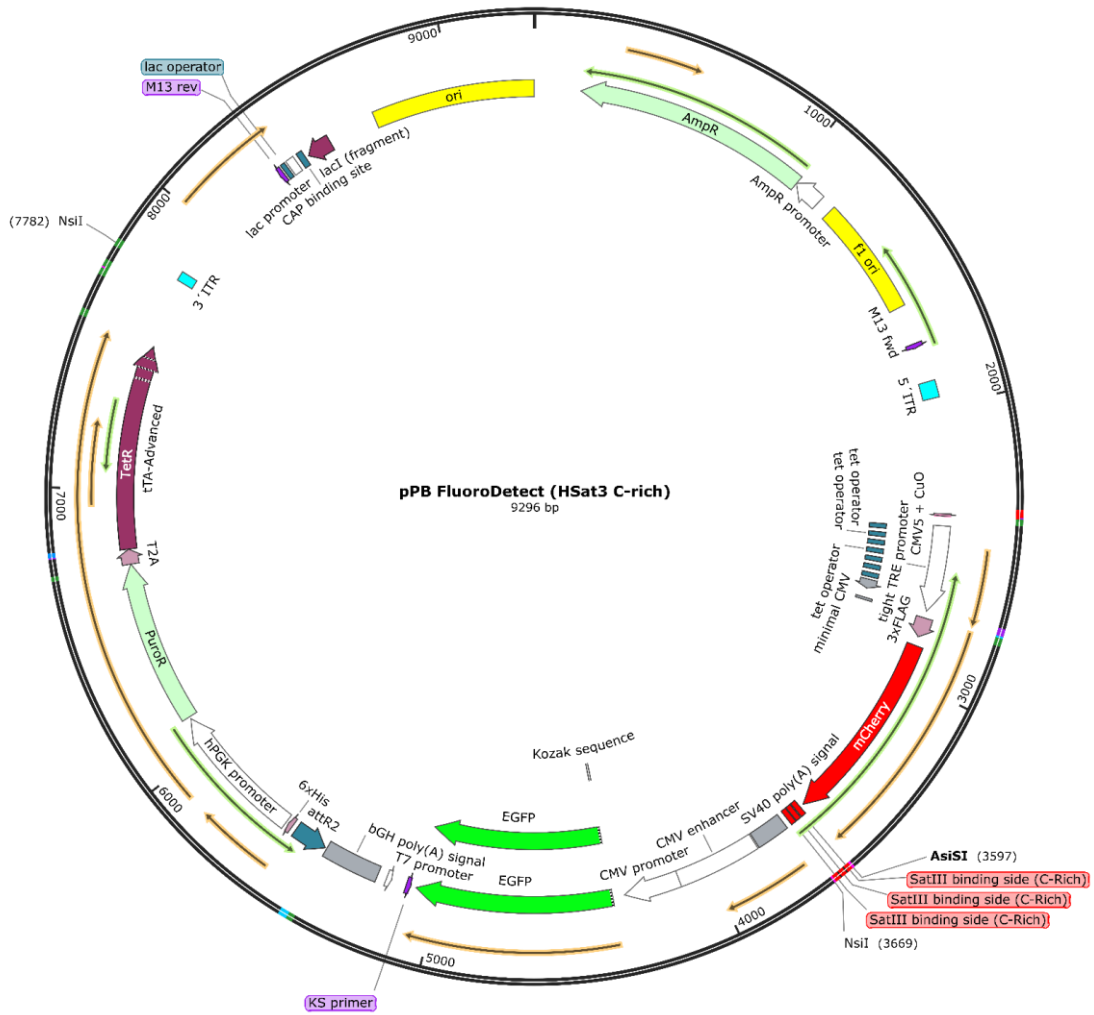 9000
lac operator
M13 rev
ori
AmpR
1000
lacI (fragment)
CAP binding site
lac promoter
AmpR promoter
8000
(7782) NsiI
f1 ori
3´ITR
M13 fwd
5´ITR
2000
TetR
tTA-Advanced
pPB FluoroDetect (HSat3 C-rich)
9296 bp
tet operator
tet operator
tet operator
minimal CMV
CMV5 + CuO
tight TRE promoter
3xFLAG
7000
T2A
PuroR
3000
mCherry
Kozak sequence
hPGK promoter
6xHis
attR2
bGH poly(A) signal
T7 promoter
EGFP
EGFP
CMV promoter
CMV enhancer
SV40 poly(A) signal
6000
AsiSI (3597)
SatIII binding side (C-Rich)
SatIII binding side (C-Rich)
SatIII binding side (C-Rich)
4000
NsiI (3669)
5000
KS primer